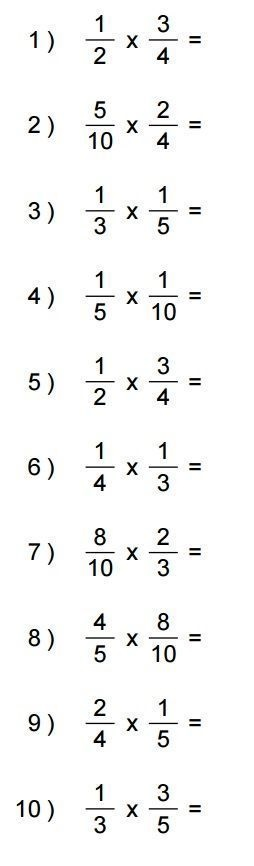 1 ) 1/2 x 3/4 =
2 ) 5/10 x 2/4 =
3 ) 1/3 x 1/5 =
4 ) 1/5 x 1/10 =
5 ) 1/2 x 3/4 =
6 ) 1/4 x 1/3 =
7 ) 8/10 x 2/3 =
8 ) 4/5 x 8/10 =
9 ) 2/4 x 1/5 =
10 ) 1/3 x 3/5 =